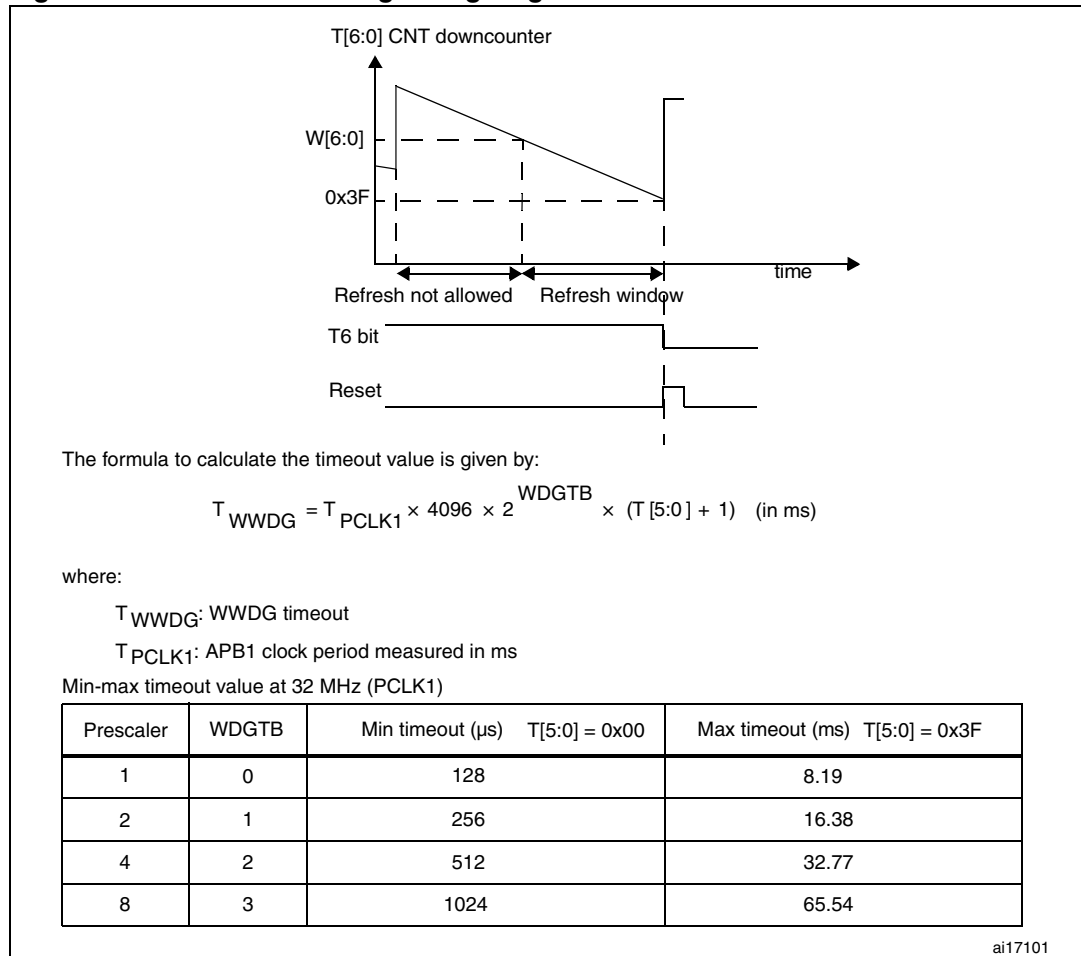 T[6:0] CNT downcounter
W[6:0]
0x3F
time
Refresh not allowed Refresh window
T6 bit
Reset
The formula to calculate the timeout value is given by:
T WWDG = T PCLK1 × 4096 × 2 WDGTB × (T [5:0 ] + 1) (in ms)
where:
T WWDG: WWDG timeout
T PCLK1: APB1 clock period measured in ms
Min-max timeout value at 32 MHz (PCLK1)
Prescaler WDGTB Min timeout (µs) T[5:0] = 0x00 Max timeout (ms) T[5:0] = 0x3F
1 0 128 8.19
2 1 256 16.38
4 2 512 32.77
8 3 1024 65.54
ai17101